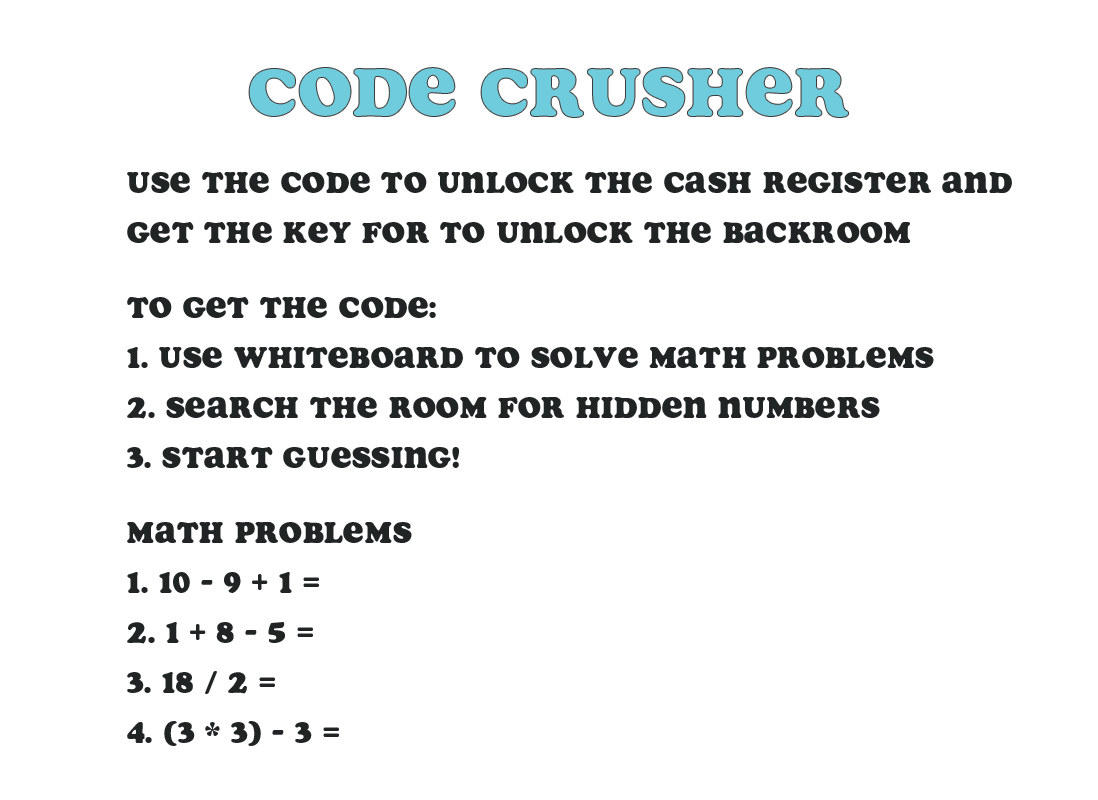 CODE CRUSHER
USE THE CODE TO UNLOCK THE CASH REGISTER AND
GET THE KEY FOR TO UNLOCK THE BACKROOM
TO GET THE CODE:
1. USE WHITEBOARD TO SOLVE MATH PROBLEMS
2. SEARCH THE ROOM FOR HIDDEN NUMBERS
3. START GUESSING!
MATH PROBLEMS
1. 10 - 9 + 1 =
2. 1 + 8 - 5 =
3. 18 / 2 =
4. (3 * 3) - 3 =